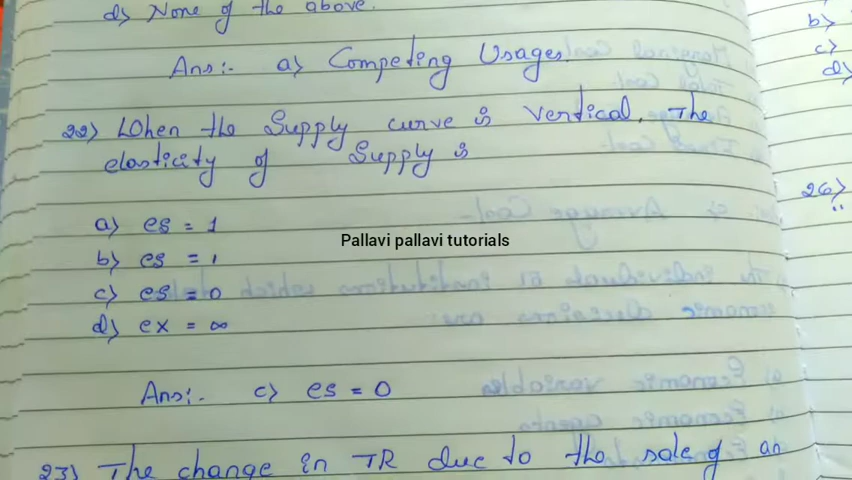 d) None of the above.
Ans:- a) Competing Usages.
22) When the Supply curve is vertical, The
elasticity of Supply is
a) es = 1
b) es = ,
c) es = 0
d) ex = ∞
Pallavi pallavi tutorials
Ans:- c) es = 0
23) The change in TR due to the sale of an
b)
c)
d)
26)